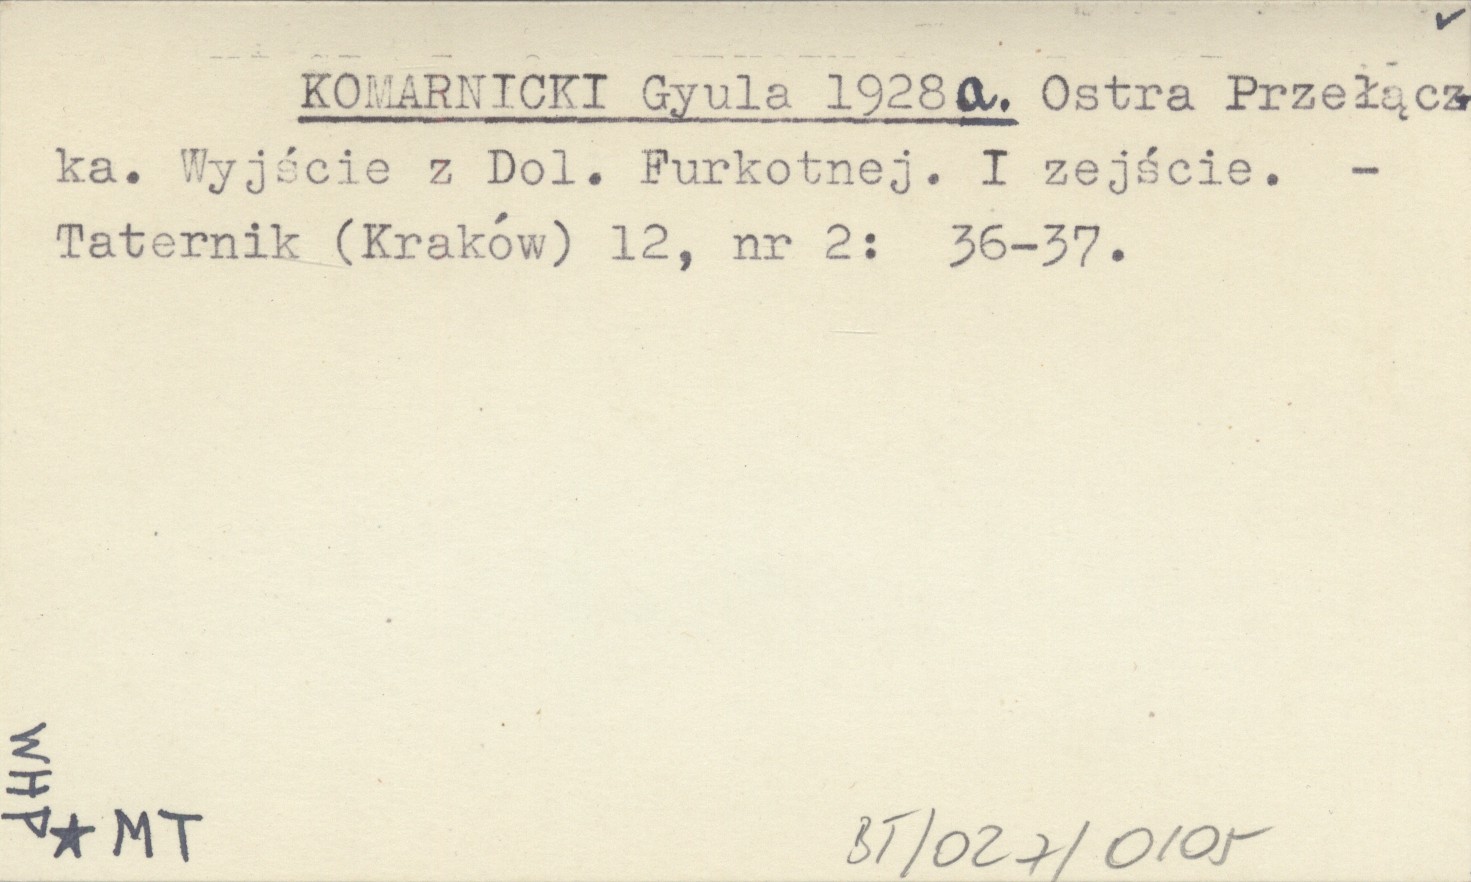 KOMARNICKI Gyula 1928a. Ostra Przełącz-
ka. Wyjście z Dol. Furkotnej. I zejście. -
Taternik (Kraków) 12, nr 2: 36-37.
WHP
★ MT
BT/027/0105